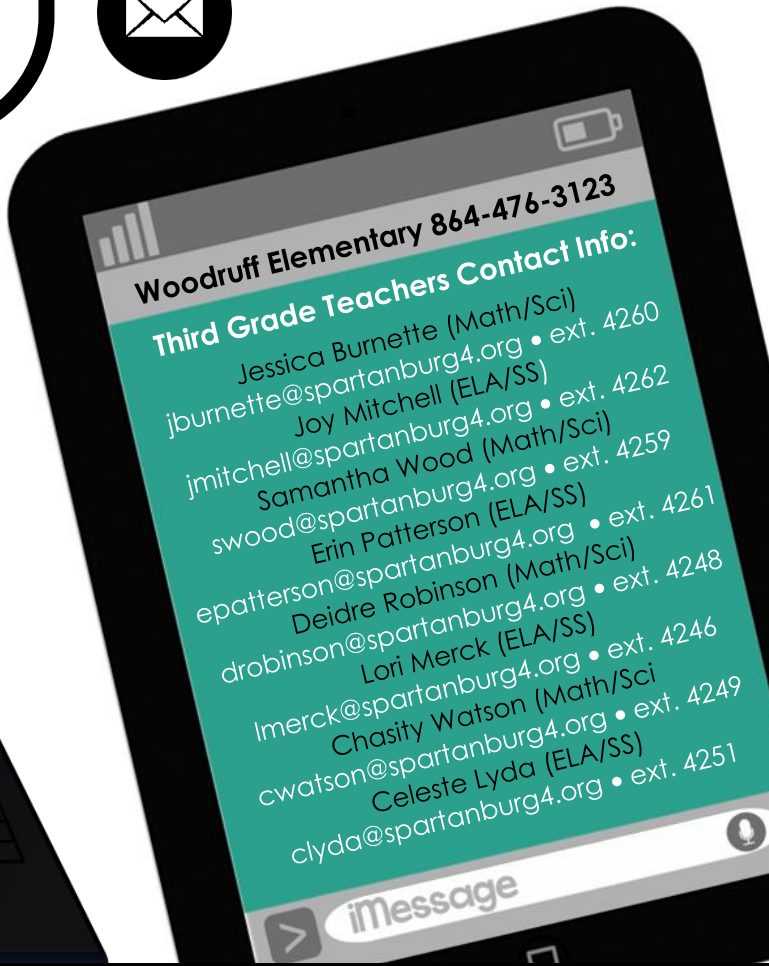 Woodruff Elementary 864-476-3123
Third Grade Teachers Contact Info:
Jessica Burnette (Math/Sci)
jburnette@spartanburg4.org • ext. 4260
Joy Mitchell (ELA/SS)
jmitchell@spartanburg4.org • ext. 4262
Samantha Wood (Math/Sci)
swood@spartanburg4.org • ext. 4259
Erin Patterson (ELA/SS)
epatterson@spartanburg4.org • ext. 4261
Deidre Robinson (Math/Sci)
drobinson@spartanburg4.org • ext. 4248
Lori Merck (ELA/SS)
lmerck@spartanburg4.org • ext. 4246
Chasity Watson (Math/Sci
cwatson@spartanburg4.org • ext. 4249
Celeste Lyda (ELA/SS)
clyda@spartanburg4.org • ext. 4251
> iMessage